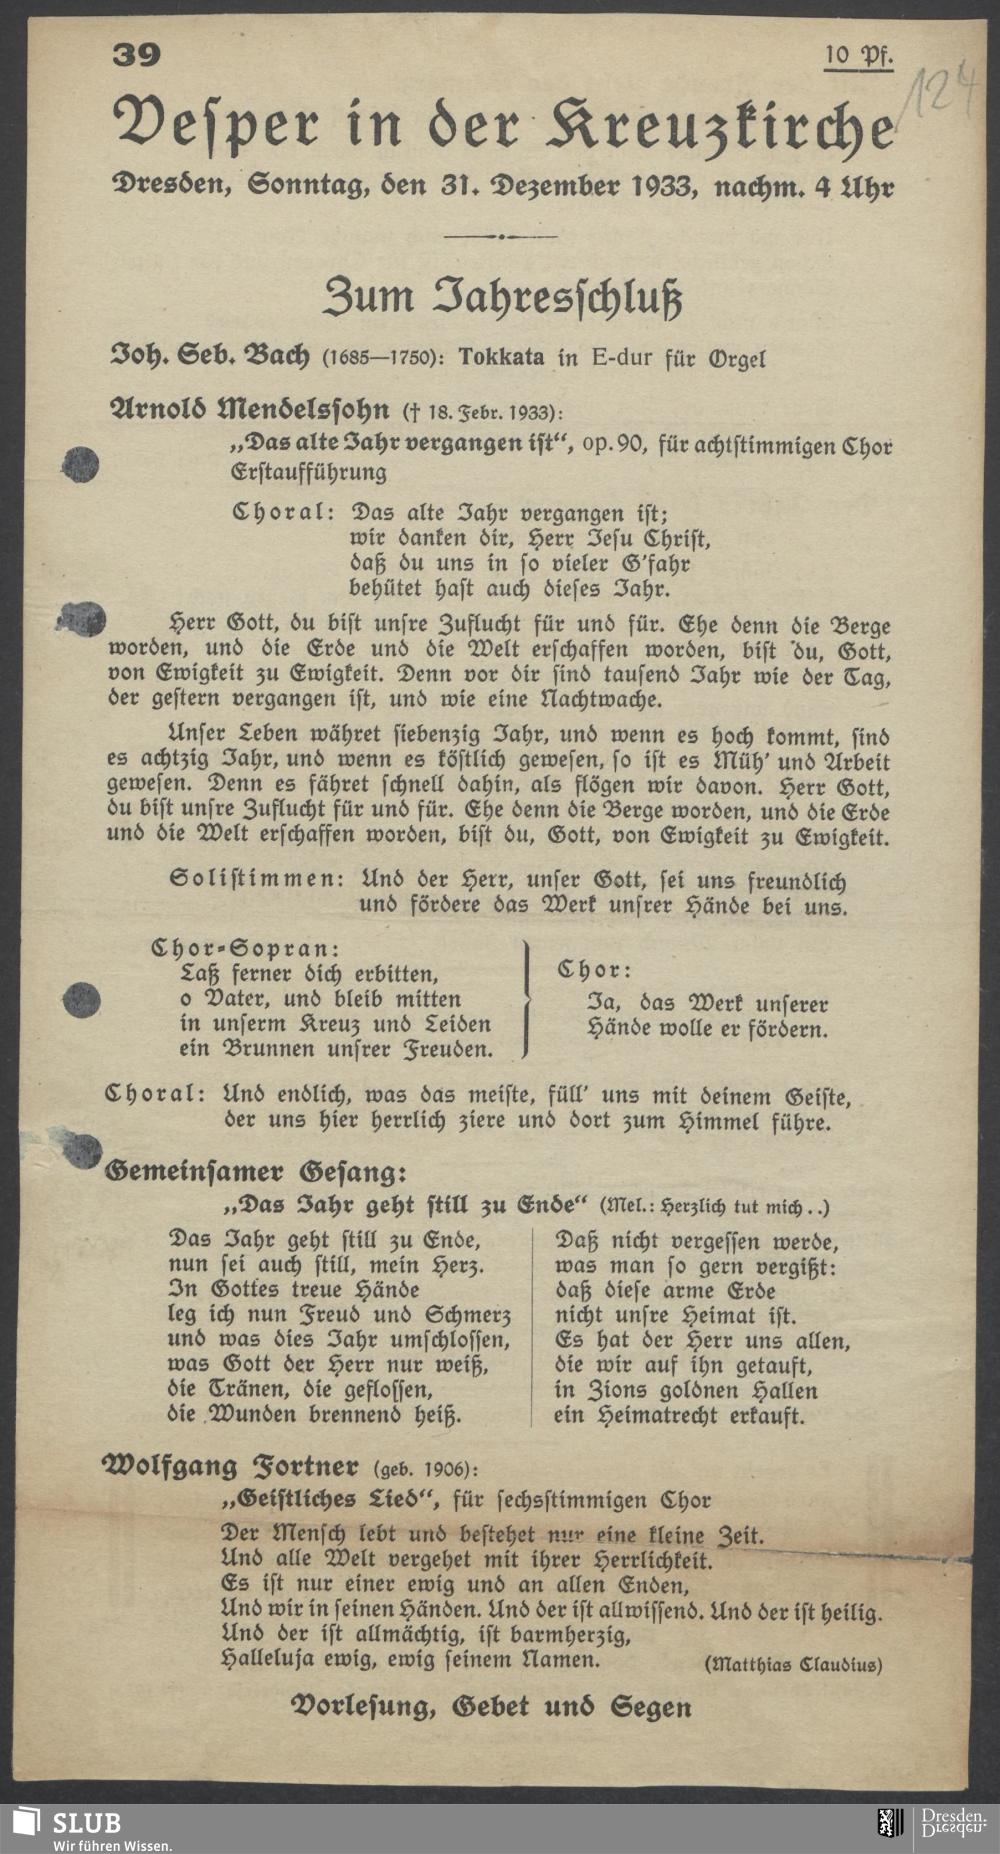 39
10 Pf.
124
Vesper in der Kreuzkirche
Dresden, Sonntag, den 31. Dezember 1933, nachm. 4 Uhr
Zum Jahresschluß
Joh. Seb. Bach (1685—1750): Tokkata in E-dur für Orgel
Arnold Mendelssohn († 18. Febr. 1933):
„Das alte Jahr vergangen ist“, op. 90, für achtstimmigen Chor
Erstaufführung
Choral: Das alte Jahr vergangen ist;
wir danken dir, Herr Jesu Christ,
daß du uns in so vieler G'fahr
behütet hast auch dieses Jahr.
Herr Gott, du bist unsre Zuflucht für und für. Ehe denn die Berge
worden, und die Erde und die Welt erschaffen worden, bist du, Gott,
von Ewigkeit zu Ewigkeit. Denn vor dir sind tausend Jahr wie der Tag,
der gestern vergangen ist, und wie eine Nachtwache.
Unser Leben währet siebenzig Jahr, und wenn es hoch kommt, sind
es achtzig Jahr, und wenn es köstlich gewesen, so ist es Müh' und Arbeit
gewesen. Denn es fähret schnell dahin, als flögen wir davon. Herr Gott,
du bist unsre Zuflucht für und für. Ehe denn die Berge worden, und die Erde
und die Welt erschaffen worden, bist du, Gott, von Ewigkeit zu Ewigkeit.
Solistimmen: Und der Herr, unser Gott, sei uns freundlich
und fördere das Werk unsrer Hände bei uns.
Chor-Sopran:
Laß ferner dich erbitten,
o Vater, und bleib mitten
in unserm Kreuz und Leiden
ein Brunnen unsrer Freuden.
Chor:
Ja, das Werk unserer
Hände wolle er fördern.
Choral: Und endlich, was das meiste, füll' uns mit deinem Geiste,
der uns hier herrlich ziere und dort zum Himmel führe.
Gemeinsamer Gesang:
„Das Jahr geht still zu Ende“ (Mel.: Herzlich tut mich . .)
Das Jahr geht still zu Ende,
nun sei auch still, mein Herz.
In Gottes treue Hände
leg ich nun Freud und Schmerz
und was dies Jahr umschlossen,
was Gott der Herr nur weiß,
die Tränen, die geflossen,
die Wunden brennend heiß.
Daß nicht vergessen werde,
was man so gern vergißt:
daß diese arme Erde
nicht unsre Heimat ist.
Es hat der Herr uns allen,
die wir auf ihn getauft,
in Zions goldnen Hallen
ein Heimatrecht erkauft.
Wolfgang Fortner (geb. 1906):
„Geistliches Lied“, für sechsstimmigen Chor
Der Mensch lebt und bestehet nur eine kleine Zeit.
Und alle Welt vergehet mit ihrer Herrlichkeit.
Es ist nur einer ewig und an allen Enden,
Und wir in seinen Händen. Und der ist allwissend. Und der ist heilig.
Und der ist allmächtig, ist barmherzig,
Halleluja ewig, ewig seinem Namen.
(Matthias Claudius)
Vorlesung, Gebet und Segen
SLUB
Wir führen Wissen.
Dresden.
Dresden.